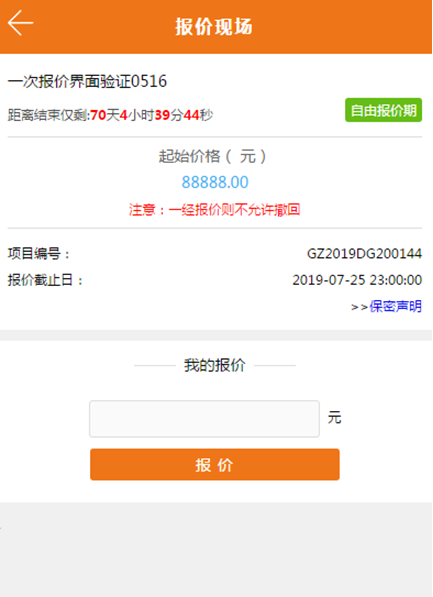 报价现场
一次报价界面验证0516
距离结束仅剩:70天4小时39分44秒
自由报价期
起始价格（ 元）
88888.00
注意：一经报价则不允许撤回
项目编号： GZ2019DG200144
报价截止日： 2019-07-25 23:00:00
>>保密声明
我的报价
元
报 价